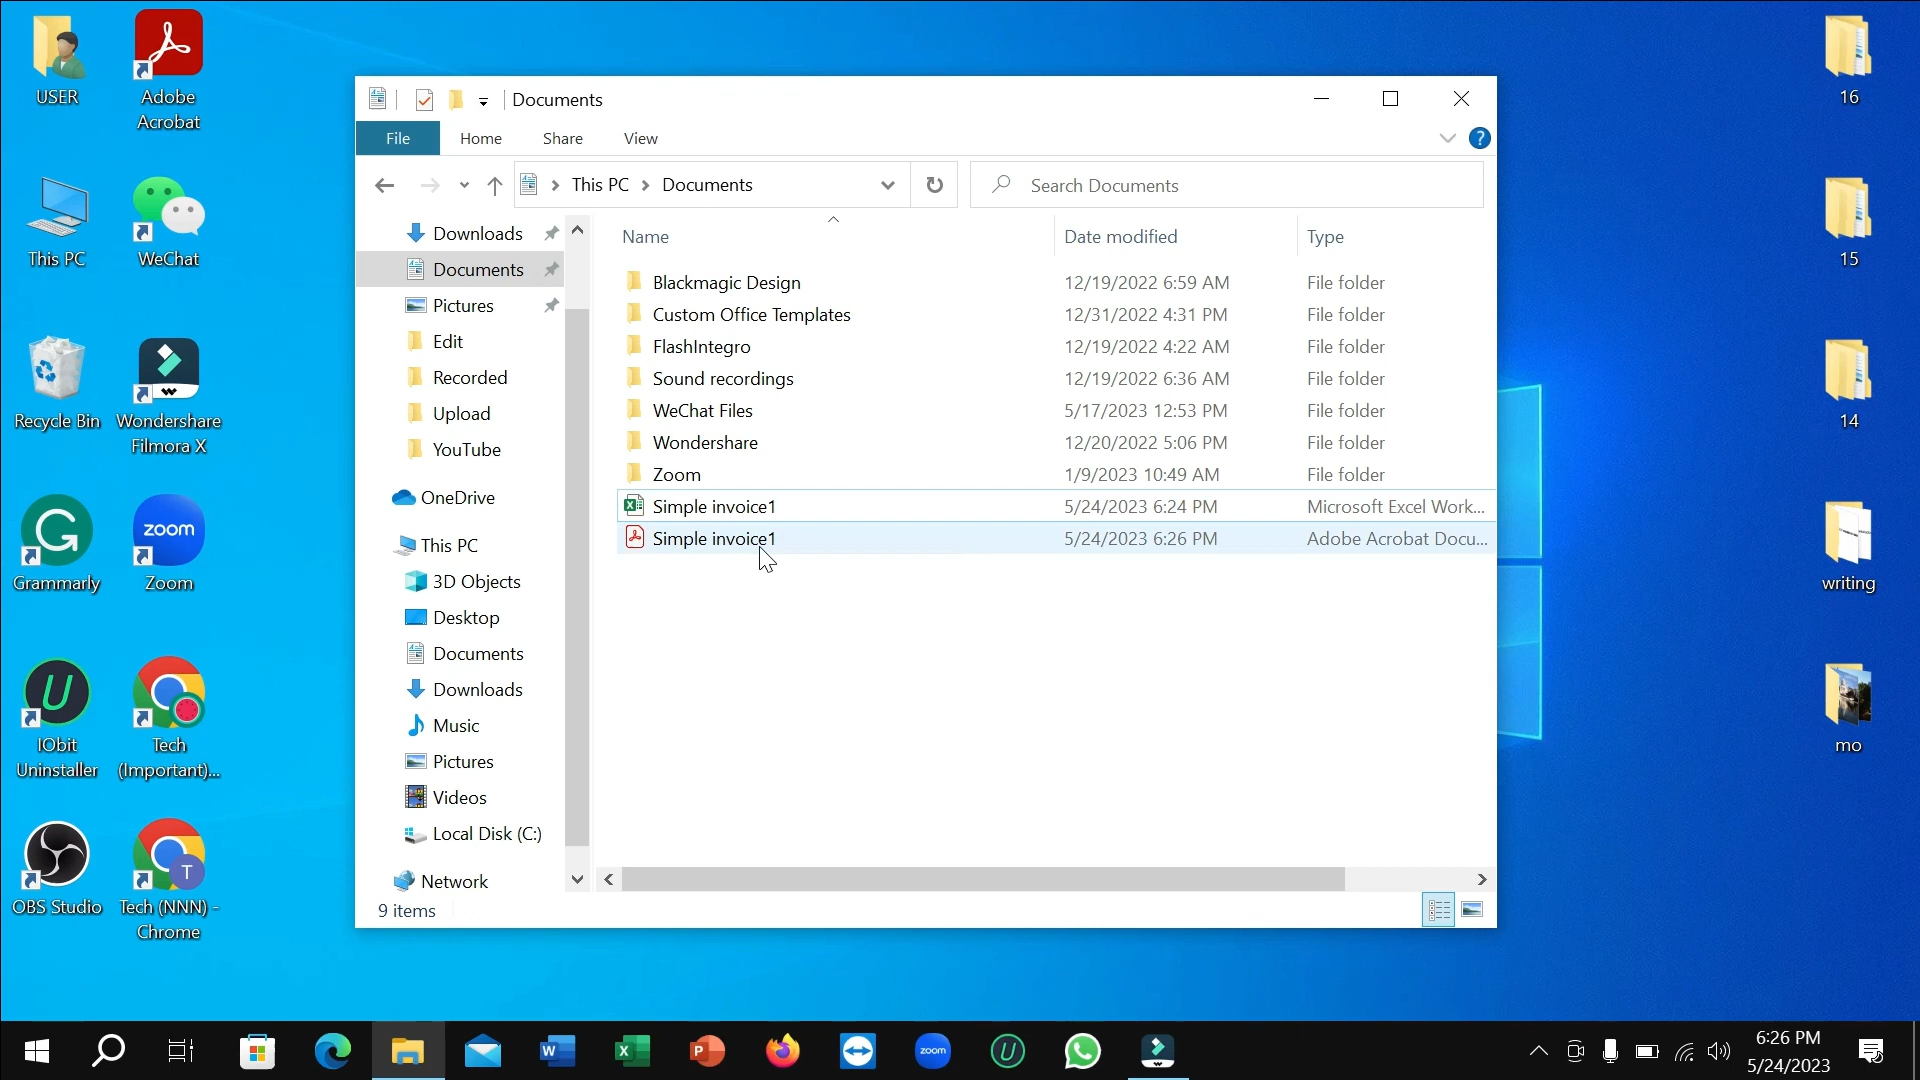 USER
Adobe
Acrobat
This PC
WeChat
Recycle Bin
Wondershare
Filmora X
Grammarly
zoom
Zoom
IObit
Uninstaller
Tech
(Important)...
OBS Studio
T
Tech (NNN) -
Chrome
Documents
File
Home
Share
View
?
This PC
Documents
Search Documents
Downloads
Documents
Pictures
Edit
Recorded
Upload
YouTube
OneDrive
This PC
3D Objects
Desktop
Documents
Downloads
Music
Pictures
Videos
Local Disk (C:)
Network
Name Date modified Type
Blackmagic Design 12/19/2022 6:59 AM File folder
Custom Office Templates 12/31/2022 4:31 PM File folder
FlashIntegro 12/19/2022 4:22 AM File folder
Sound recordings 12/19/2022 6:36 AM File folder
WeChat Files 5/17/2023 12:53 PM File folder
Wondershare 12/20/2022 5:06 PM File folder
Zoom 1/9/2023 10:49 AM File folder
Simple invoice1 5/24/2023 6:24 PM Microsoft Excel Work...
Simple invoice1 5/24/2023 6:26 PM Adobe Acrobat Docu...
9 items
16
15
14
writing
mo
W
X
P
zoom
U
6:26 PM
5/24/2023